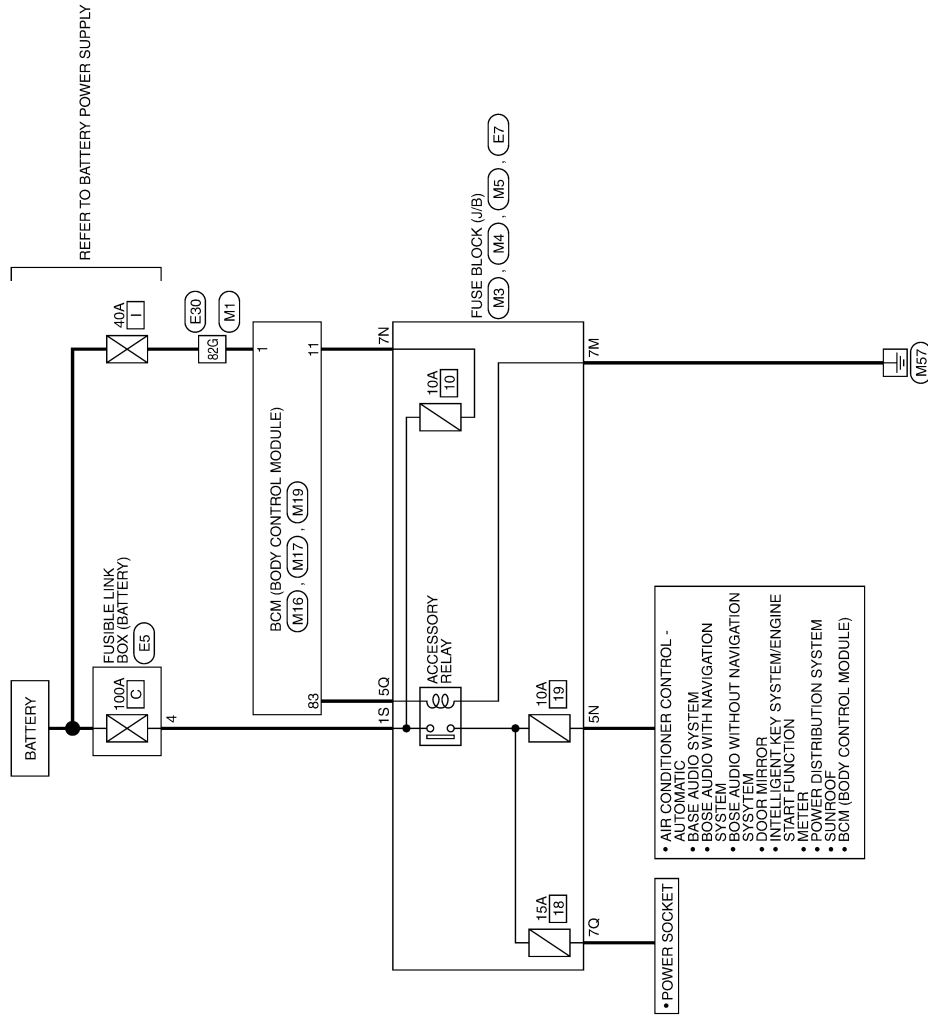 REFER TO BATTERY POWER SUPPLY
BATTERY
FUSIBLE LINK
BOX (BATTERY)
E5
100A
C
4
40A
I
E30
82G
M1
BCM (BODY CONTROL MODULE)
M16 , M17 , M19
1
11
83
FUSE BLOCK (J/B)
M3 , M4 , M5 , E7
1S
5Q
7N
ACCESSORY
RELAY
10A
10
15A
18
10A
19
7Q
5N
7M
M57
• POWER SOCKET
• AIR CONDITIONER CONTROL -
AUTOMATIC
• BASE AUDIO SYSTEM
• BOSE AUDIO WITH NAVIGATION
SYSTEM
• BOSE AUDIO WITHOUT NAVIGATION
SYSYTEM
• DOOR MIRROR
• INTELLIGENT KEY SYSTEM/ENGINE
START FUNCTION
• METER
• POWER DISTRIBUTION SYSTEM
• SUNROOF
• BCM (BODY CONTROL MODULE)